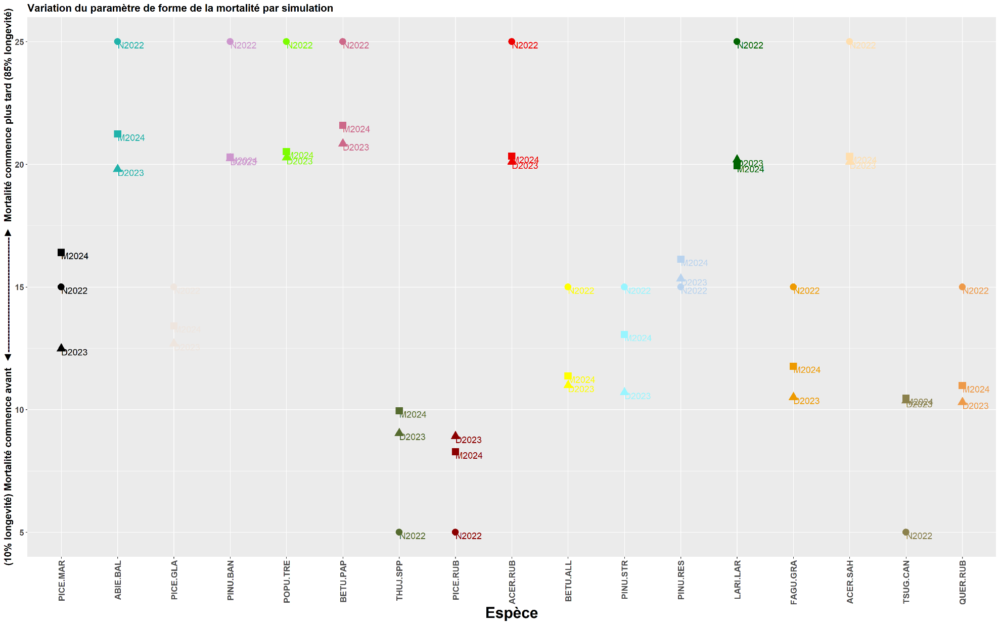 Variation du paramètre de forme de la mortalité par simulation
(10% longevité) Mortalité commence avant ◄-----------------------------------► Mortalité commence plus tard (85% longevité)
25
20
15
10
5
N2022
N2022
N2022
N2022
N2022
N2022
N2022
M2024
D2023
M2024
D2023
M2024
D2023
M2024
D2023
M2024
D2023
D2023
M2024
M2024
D2023
M2024
N2022
D2023
N2022
M2024
D2023
N2022
M2024
D2023
N2022
M2024
D2023
M2024
D2023
N2022
N2022
M2024
D2023
N2022
M2024
D2023
M2024
D2023
N2022
D2023
M2024
N2022
M2024
D2023
N2022
PICE.MAR
ABIE.BAL
PICE.GLA
PINU.BAN
POPU.TRE
BETU.PAP
THUJ.SPP
PICE.RUB
ACER.RUB
BETU.ALL
PINU.STR
PINU.RES
LARI.LAR
FAGU.GRA
ACER.SAH
TSUG.CAN
QUER.RUB
Espèce